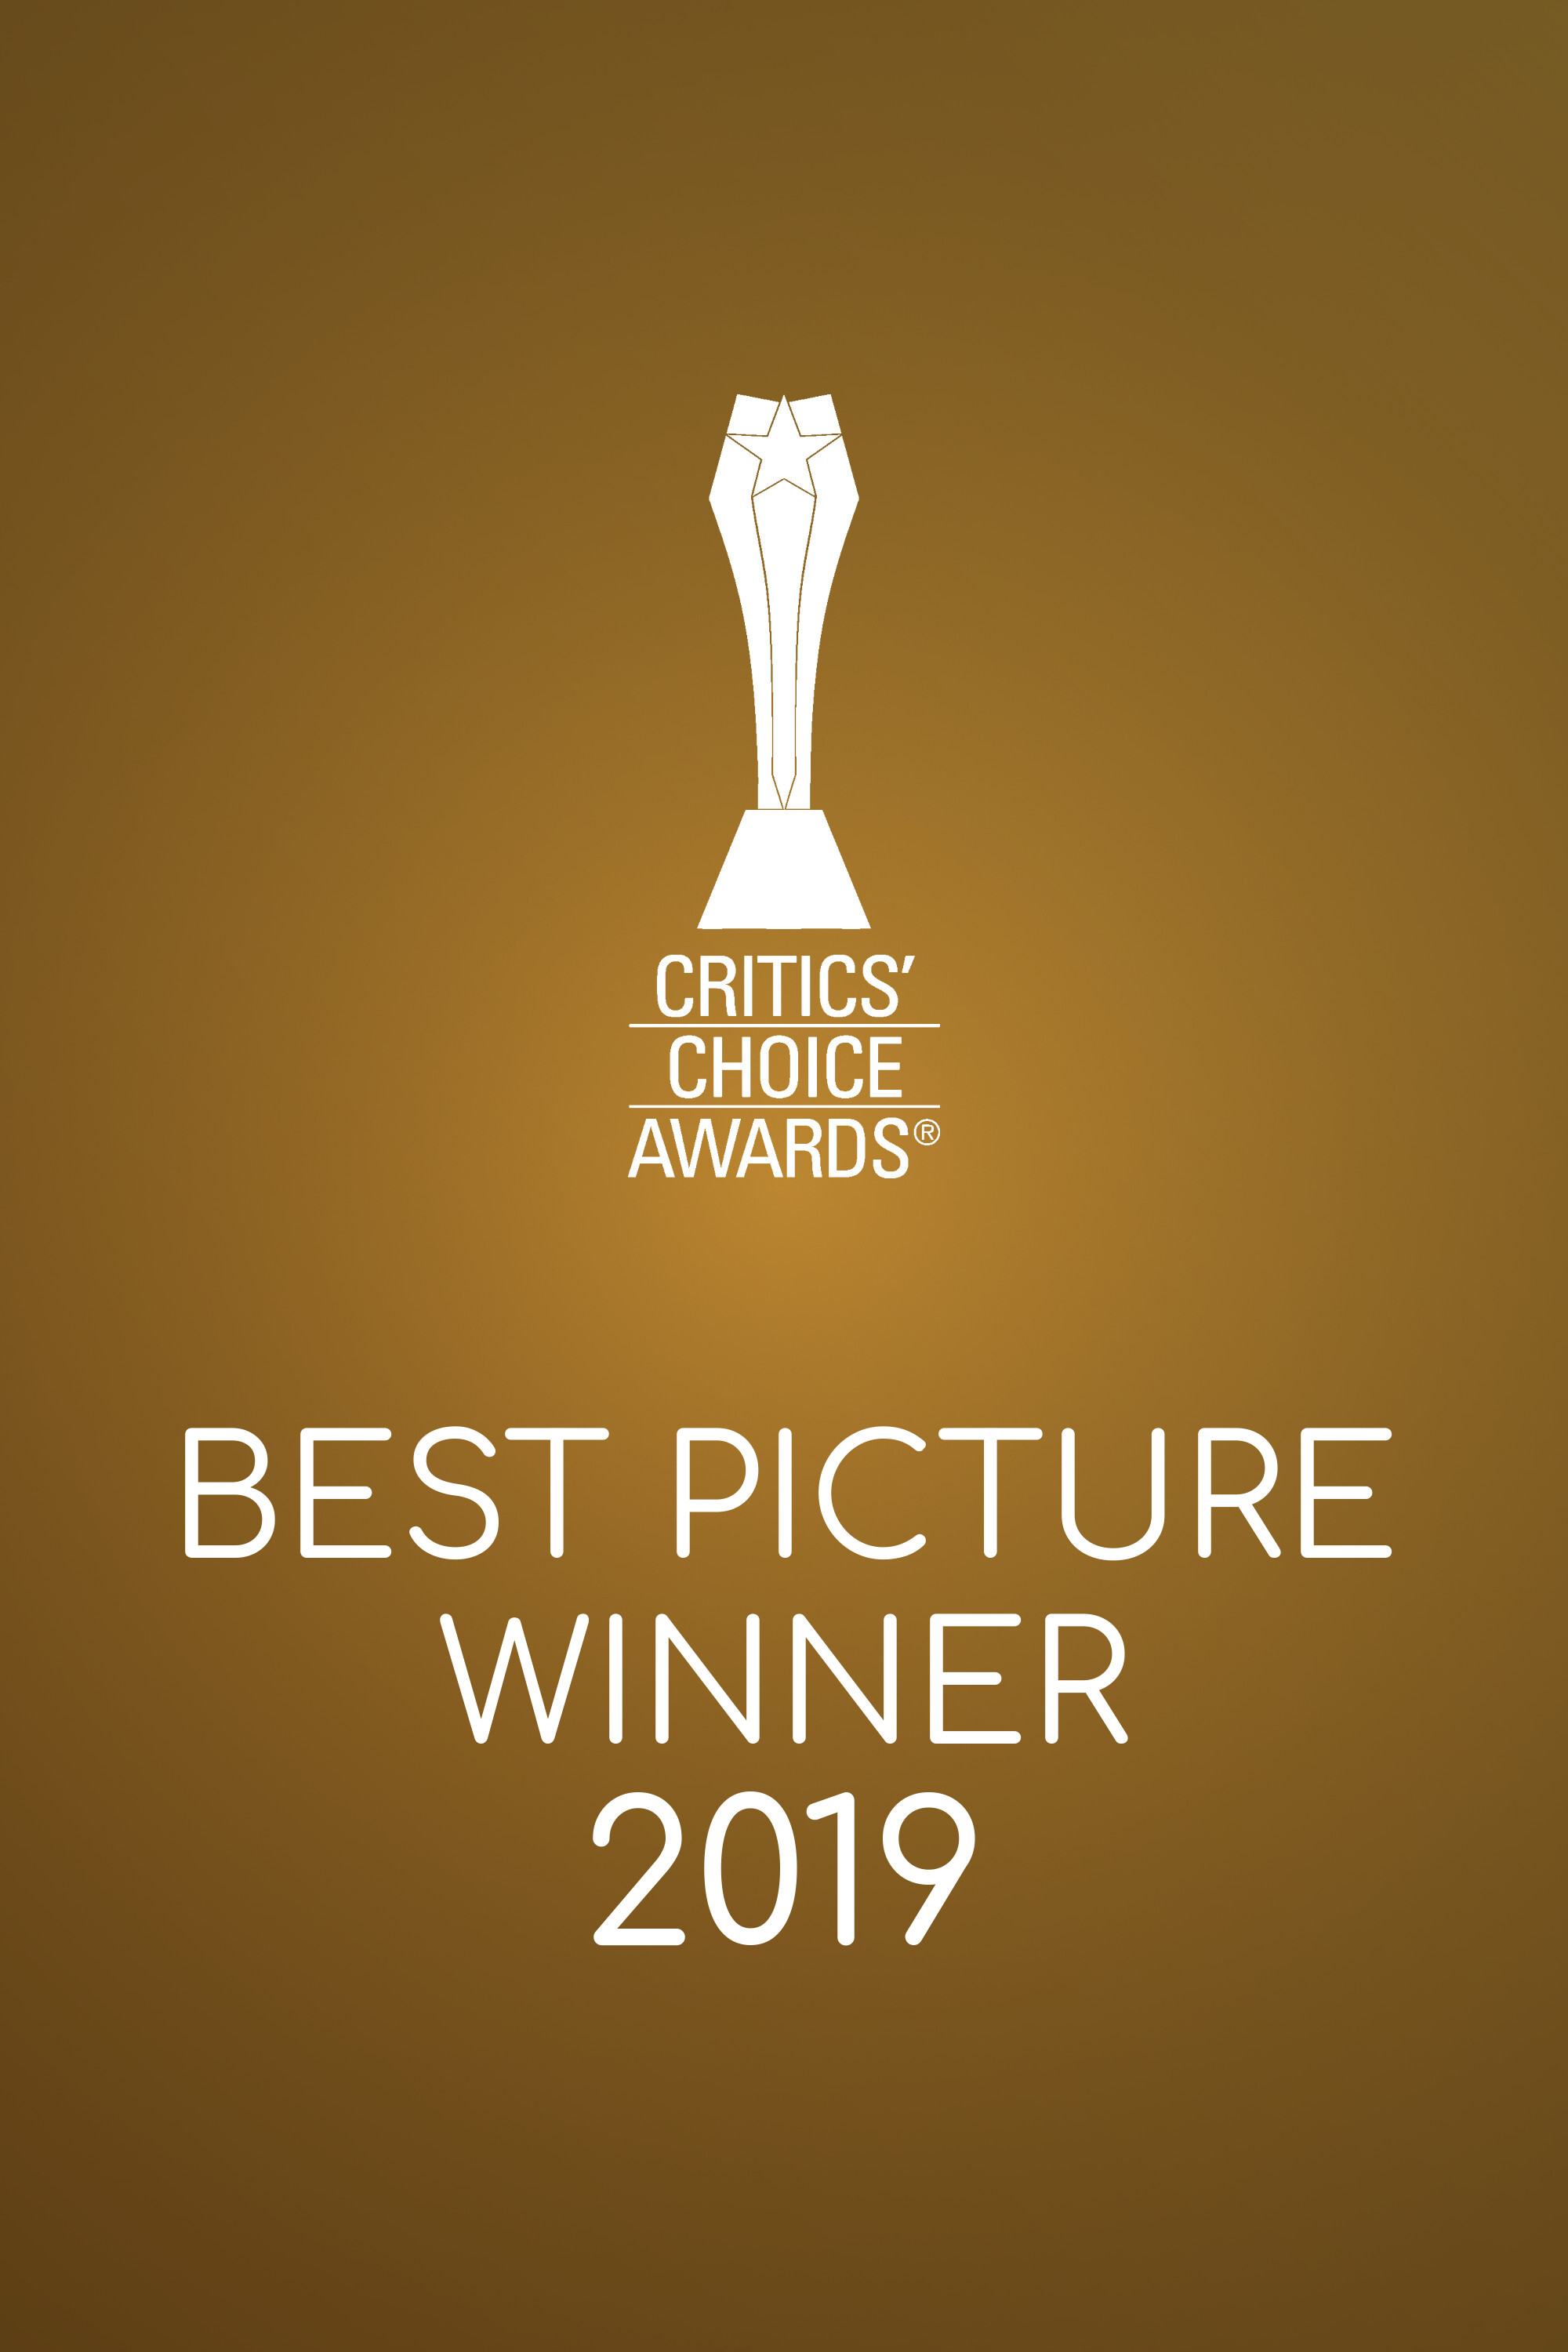 CRITICS'
CHOICE
AWARDS®
BEST PICTURE
WINNER
2019